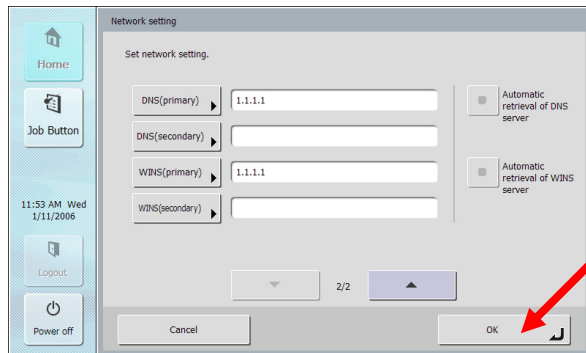 Network setting
Home
Set network setting.
DNS(primary) 1.1.1.1
Automatic
retrieval of DNS
server
Job Button
DNS(secondary)
WINS(primary) 1.1.1.1
Automatic
retrieval of WINS
server
11:53 AM Wed
1/11/2006
WINS(secondary)
Logout
2/2
Power off
Cancel
OK